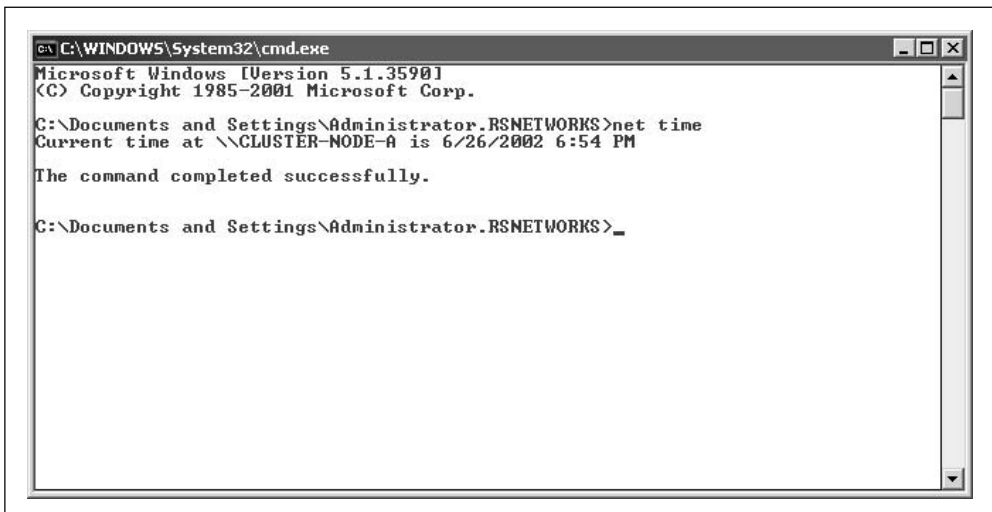 C:\WINDOWS\System32\cmd.exe
Microsoft Windows [Version 5.1.3590]
(C) Copyright 1985-2001 Microsoft Corp.
C:\Documents and Settings\Administrator.RSNETWORKS>net time
Current time at \\CLUSTER-NODE-A is 6/26/2002 6:54 PM
The command completed successfully.
C:\Documents and Settings\Administrator.RSNETWORKS>_